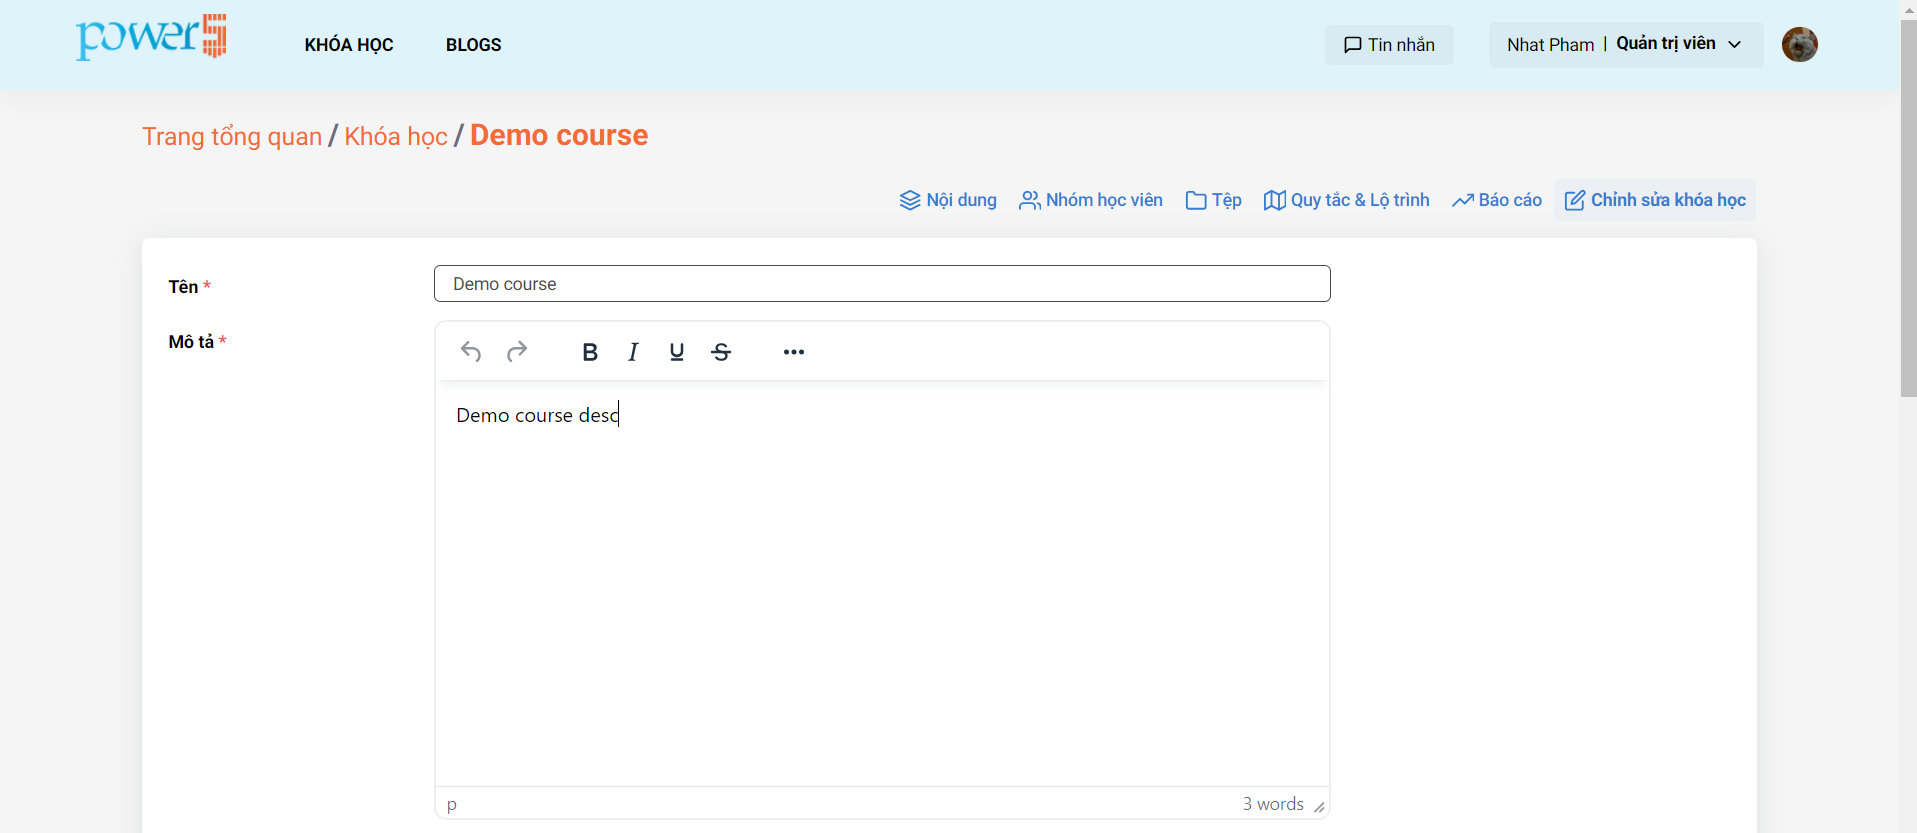 power5
KHÓA HỌC
BLOGS
Tin nhắn
Nhat Pham | Quản trị viên
Trang tổng quan / Khóa học / Demo course
Nội dung
Nhóm học viên
Tệp
Quy tắc & Lộ trình
Báo cáo
Chỉnh sửa khóa học
Tên *
Demo course
Mô tả *
B I U S
Demo course desc
p
3 words